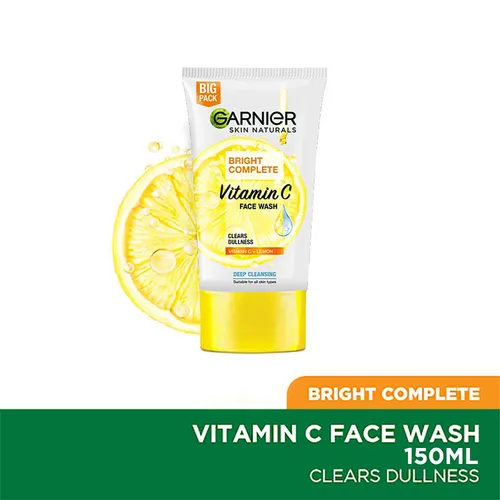 BIG
PACK
GARNIER
SKIN NATURALS
BRIGHT
COMPLETE
Vitamin C
FACE WASH
CLEARS
DULLNESS
VITAMIN C + LEMON
DEEP CLEANSING
Suitable for all skin types
BRIGHT COMPLETE
VITAMIN C FACE WASH
150ML
CLEARS DULLNESS